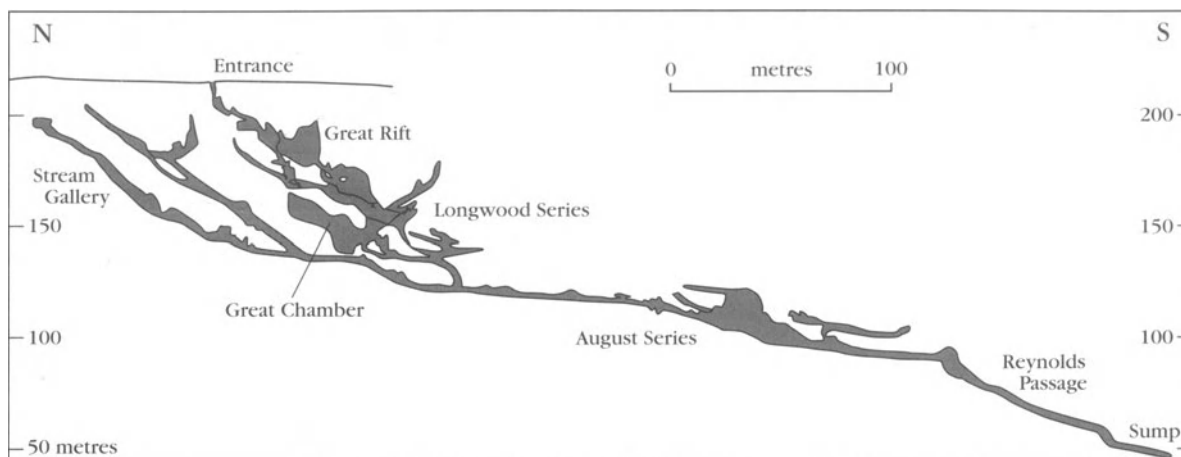 N
S
Entrance
0 metres 100
200
Great Rift
Stream
Gallery
150
Longwood Series
150
Great Chamber
100
August Series
100
Reynolds
Passage
50 metres
Sump